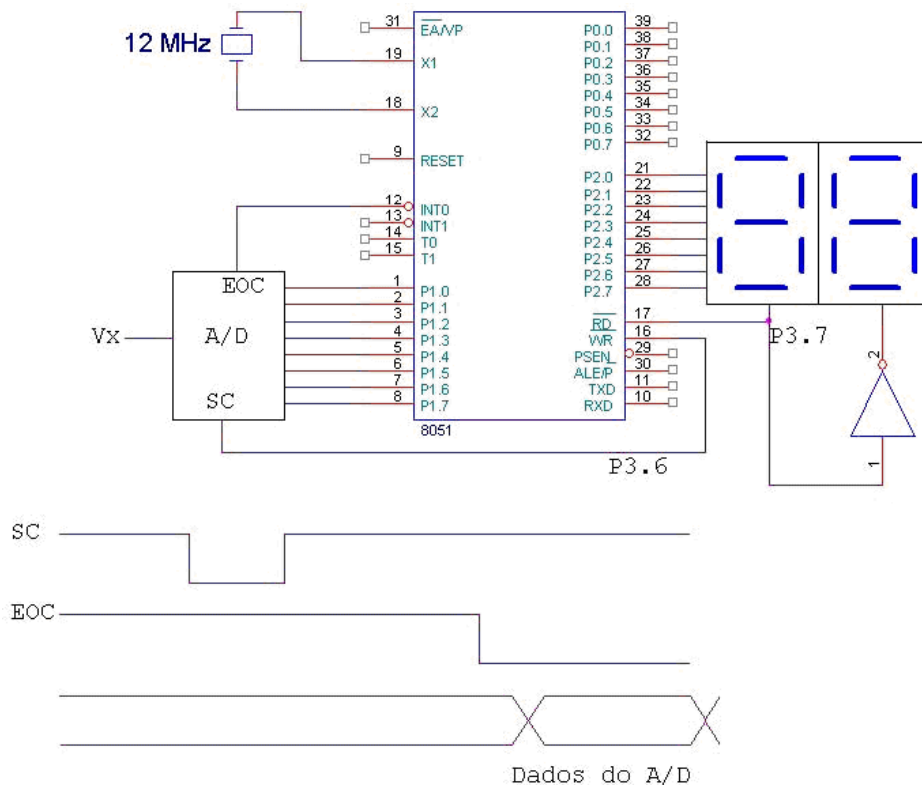 12 MHz
31
EA/VP
19
X1
18
X2
9
RESET
12
INT0
13
INT1
14
T0
15
T1
1
P1.0
2
P1.1
3
P1.2
4
P1.3
5
P1.4
6
P1.5
7
P1.6
8
P1.7
P0.0
39
P0.1
38
P0.2
37
P0.3
36
P0.4
35
P0.5
34
P0.6
33
P0.7
32
P2.0
21
P2.1
22
P2.2
23
P2.3
24
P2.4
25
P2.5
26
P2.6
27
P2.7
28
RD
17
WR
16
PSEN
29
ALE/P
30
TXD
11
RXD
10
8051
EOC
Vx
A/D
SC
P3.7
2
1
P3.6
SC
EOC
Dados do A/D